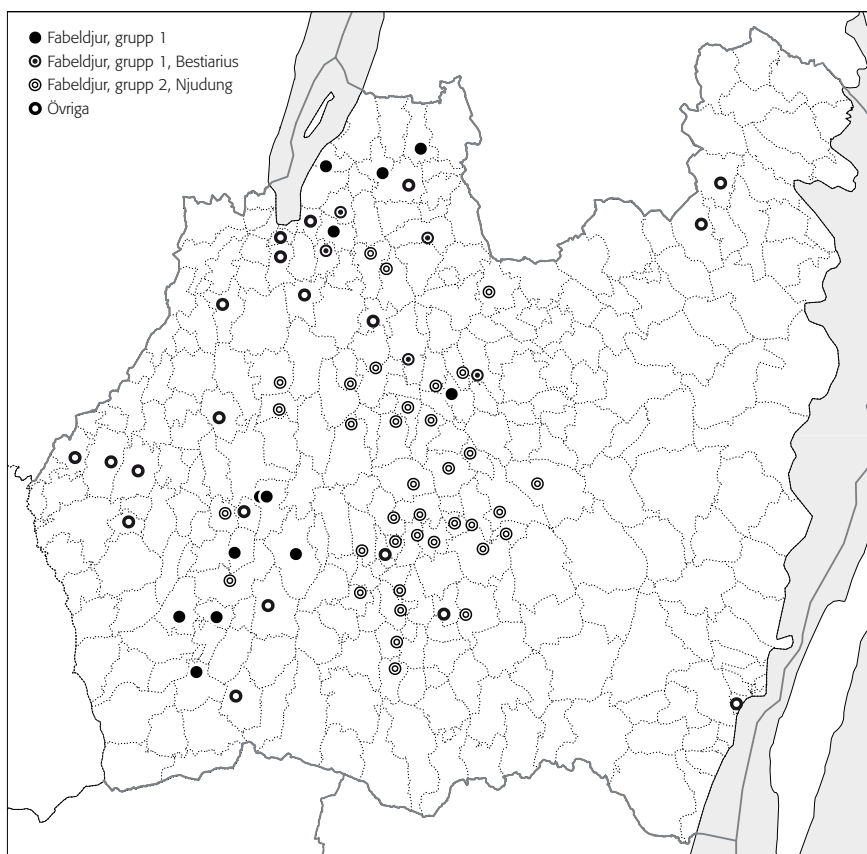 Fabeldjur, grupp 1
Fabeldjur, grupp 1, Bestiarius
Fabeldjur, grupp 2, Njudung
Övriga